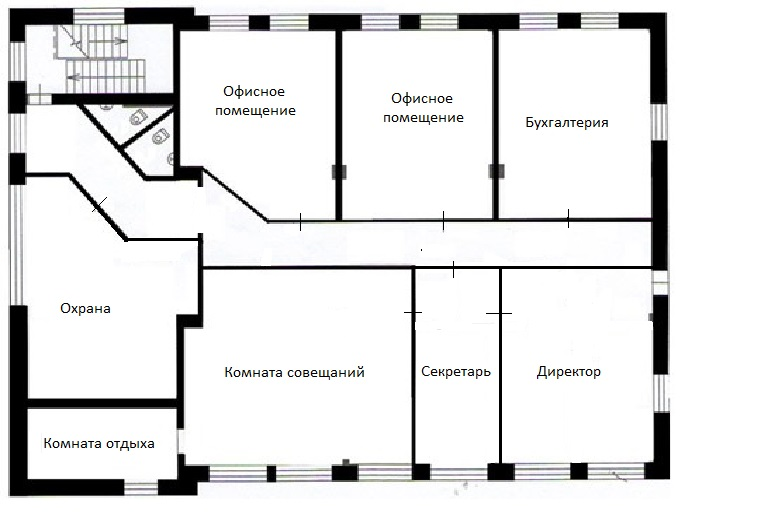 Офисное
помещение
Офисное
помещение
Бухгалтерия
Охрана
Комната совещаний
Секретарь
Директор
Комната отдыха